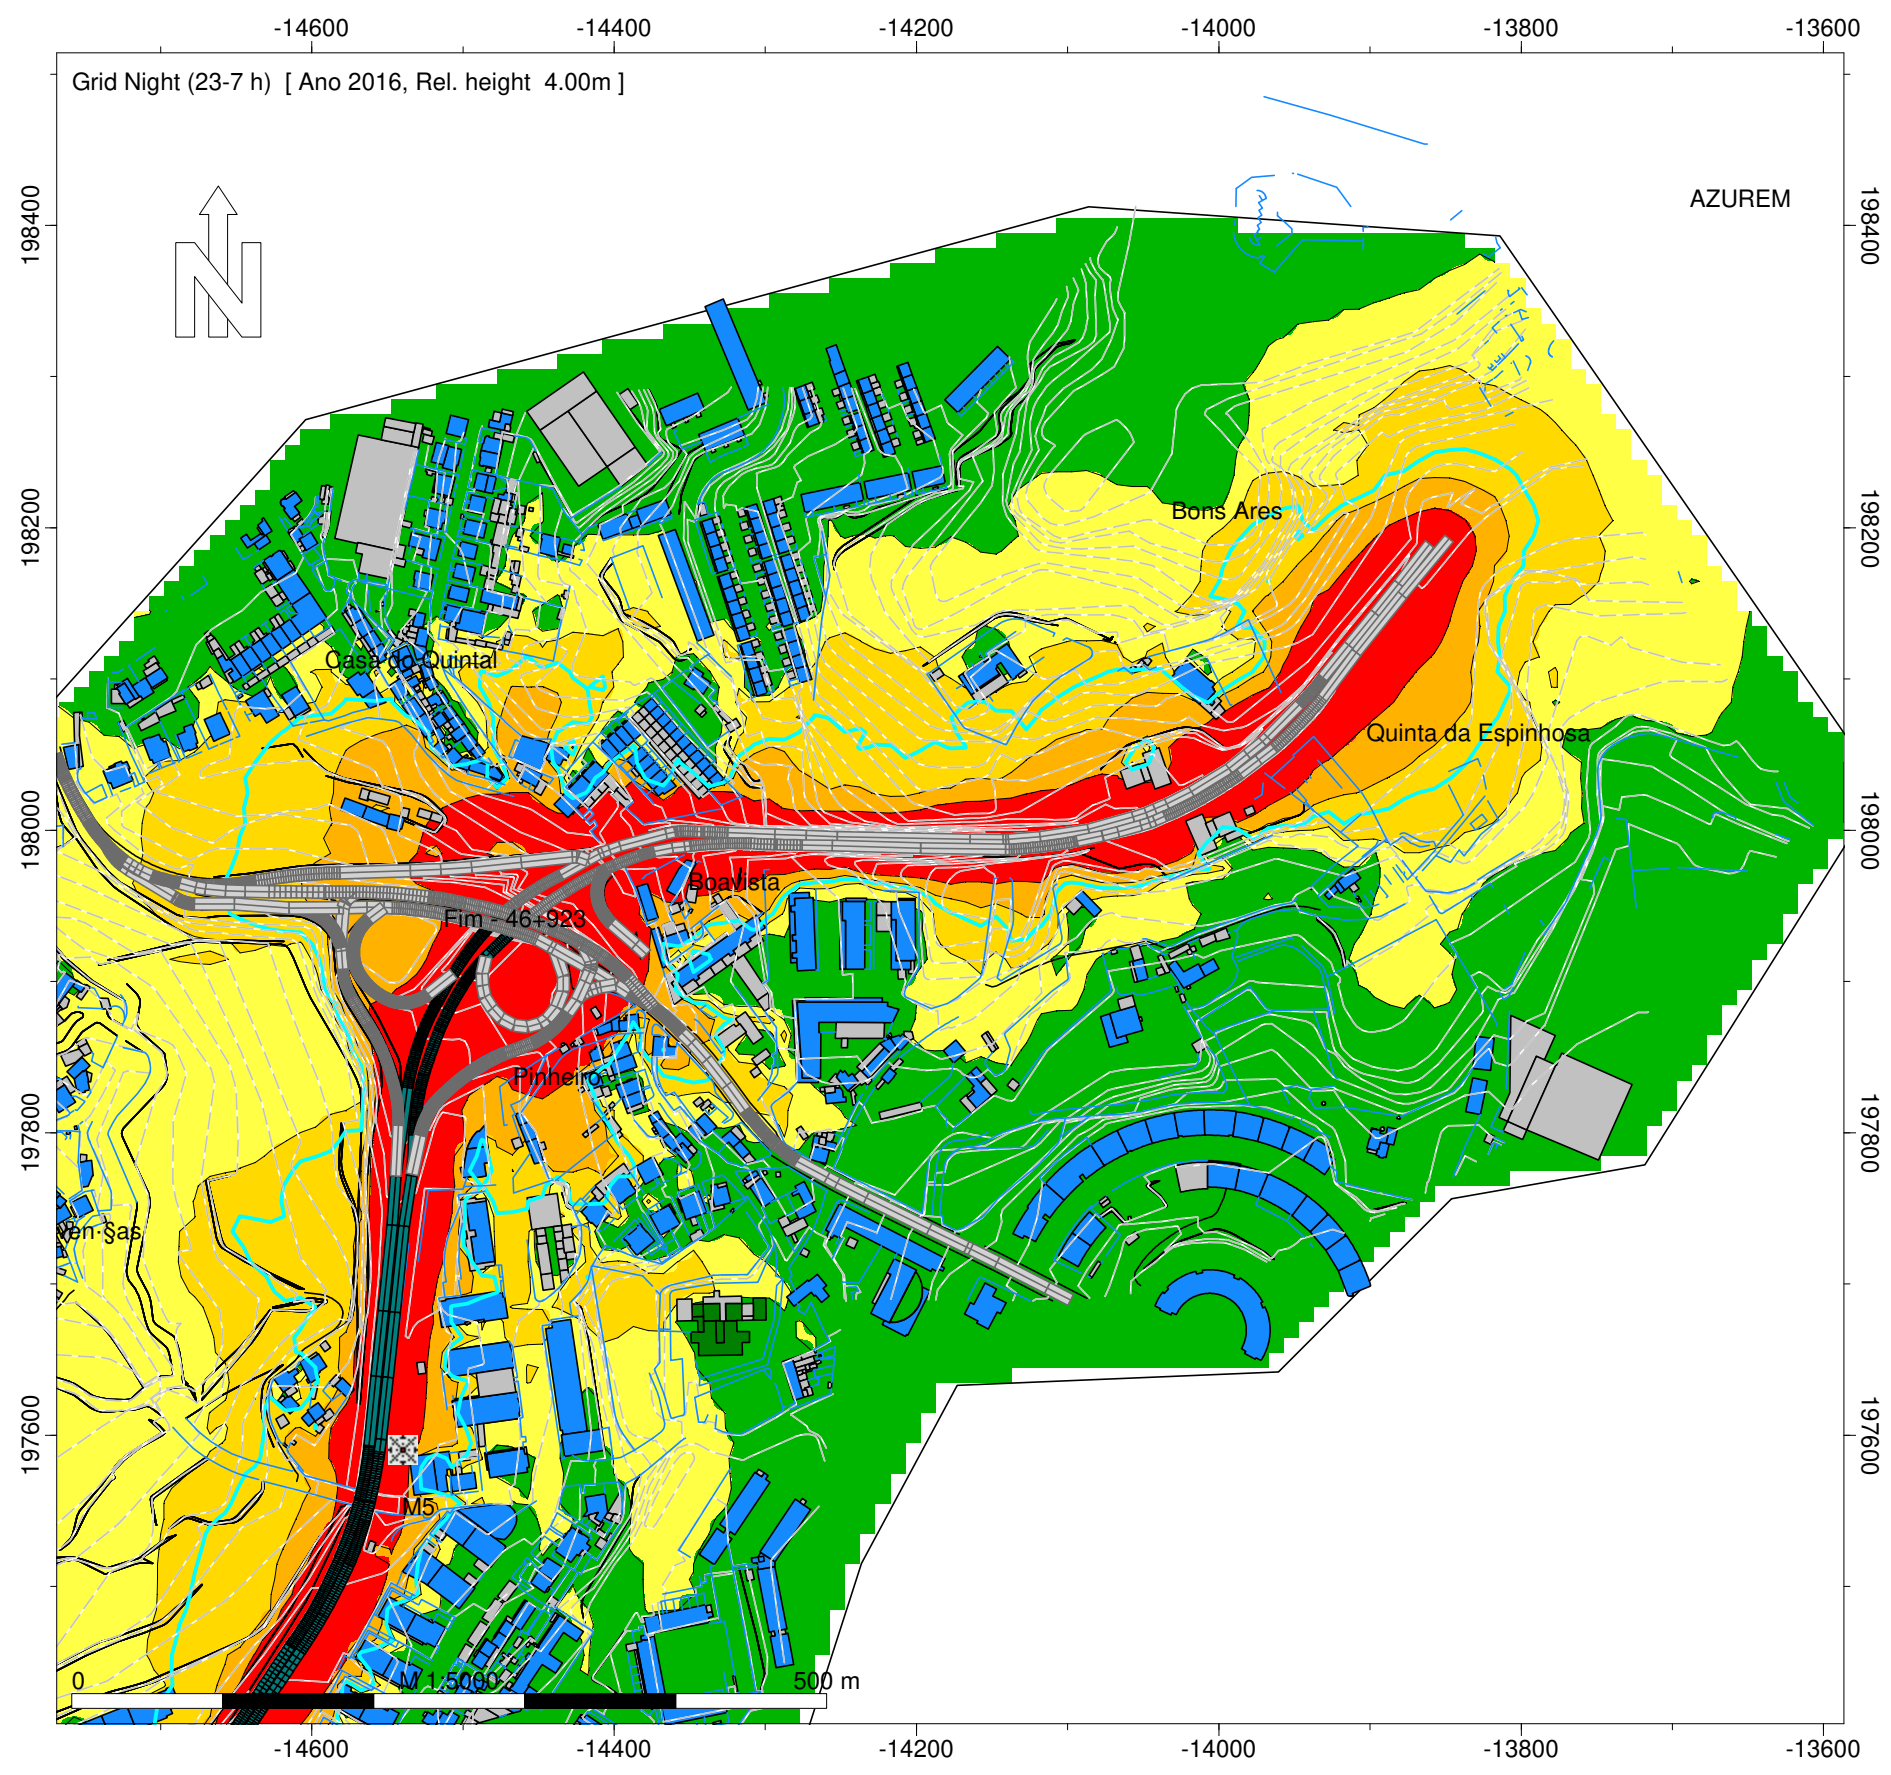 -14600 -14400 -14200 -14000 -13800 -13600
Grid Night (23-7 h) [ Ano 2016, Rel. height 4.00m ]
AZUREM
198400 198400
N
Bons Ares
198200 198200
Casa do Quintal
Quinta da Espinhosa
198000 198000
Boavista
Fim - 46+923
Pinheiro
197800 197800
ven·§as
197600 197600
M5
0 M 1:5000 500 m
-14600 -14400 -14200 -14000 -13800 -13600